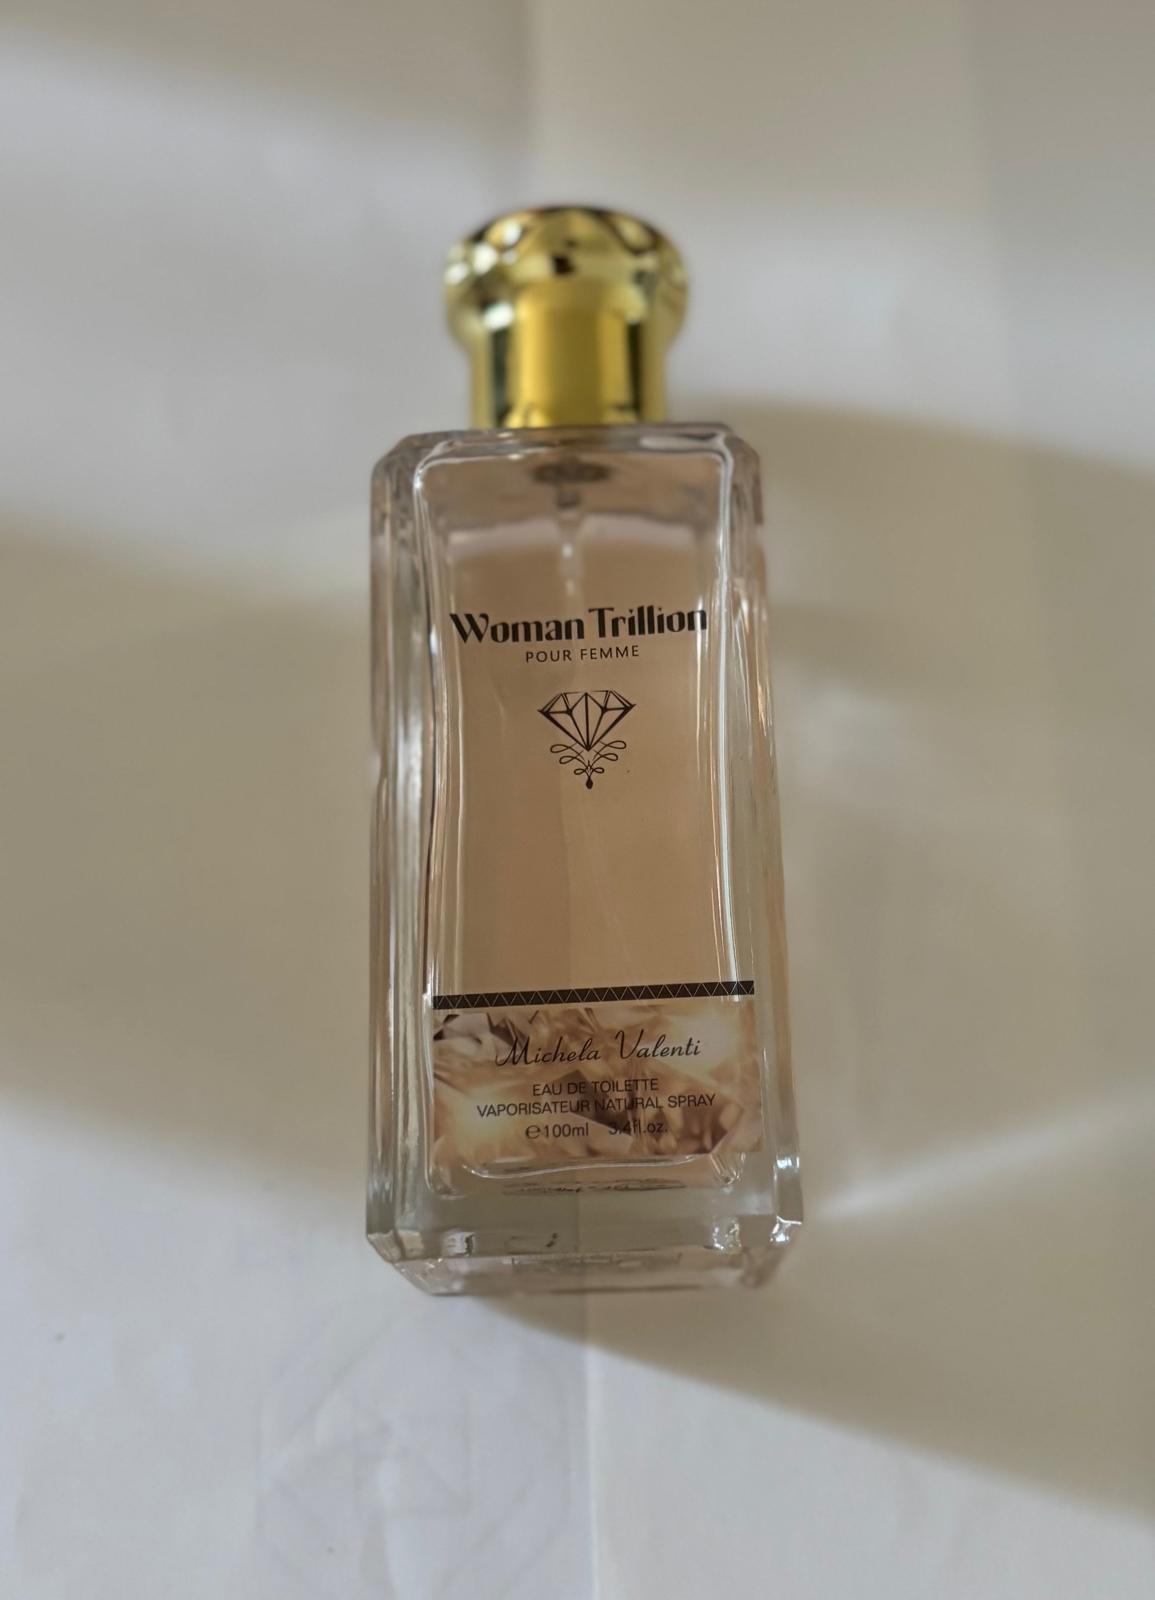 Woman Trillion
POUR FEMME
Michela Valenti
EAU DE TOILETTE
VAPORISATEUR NATURAL SPRAY
℮100ml 3.4fl.oz.